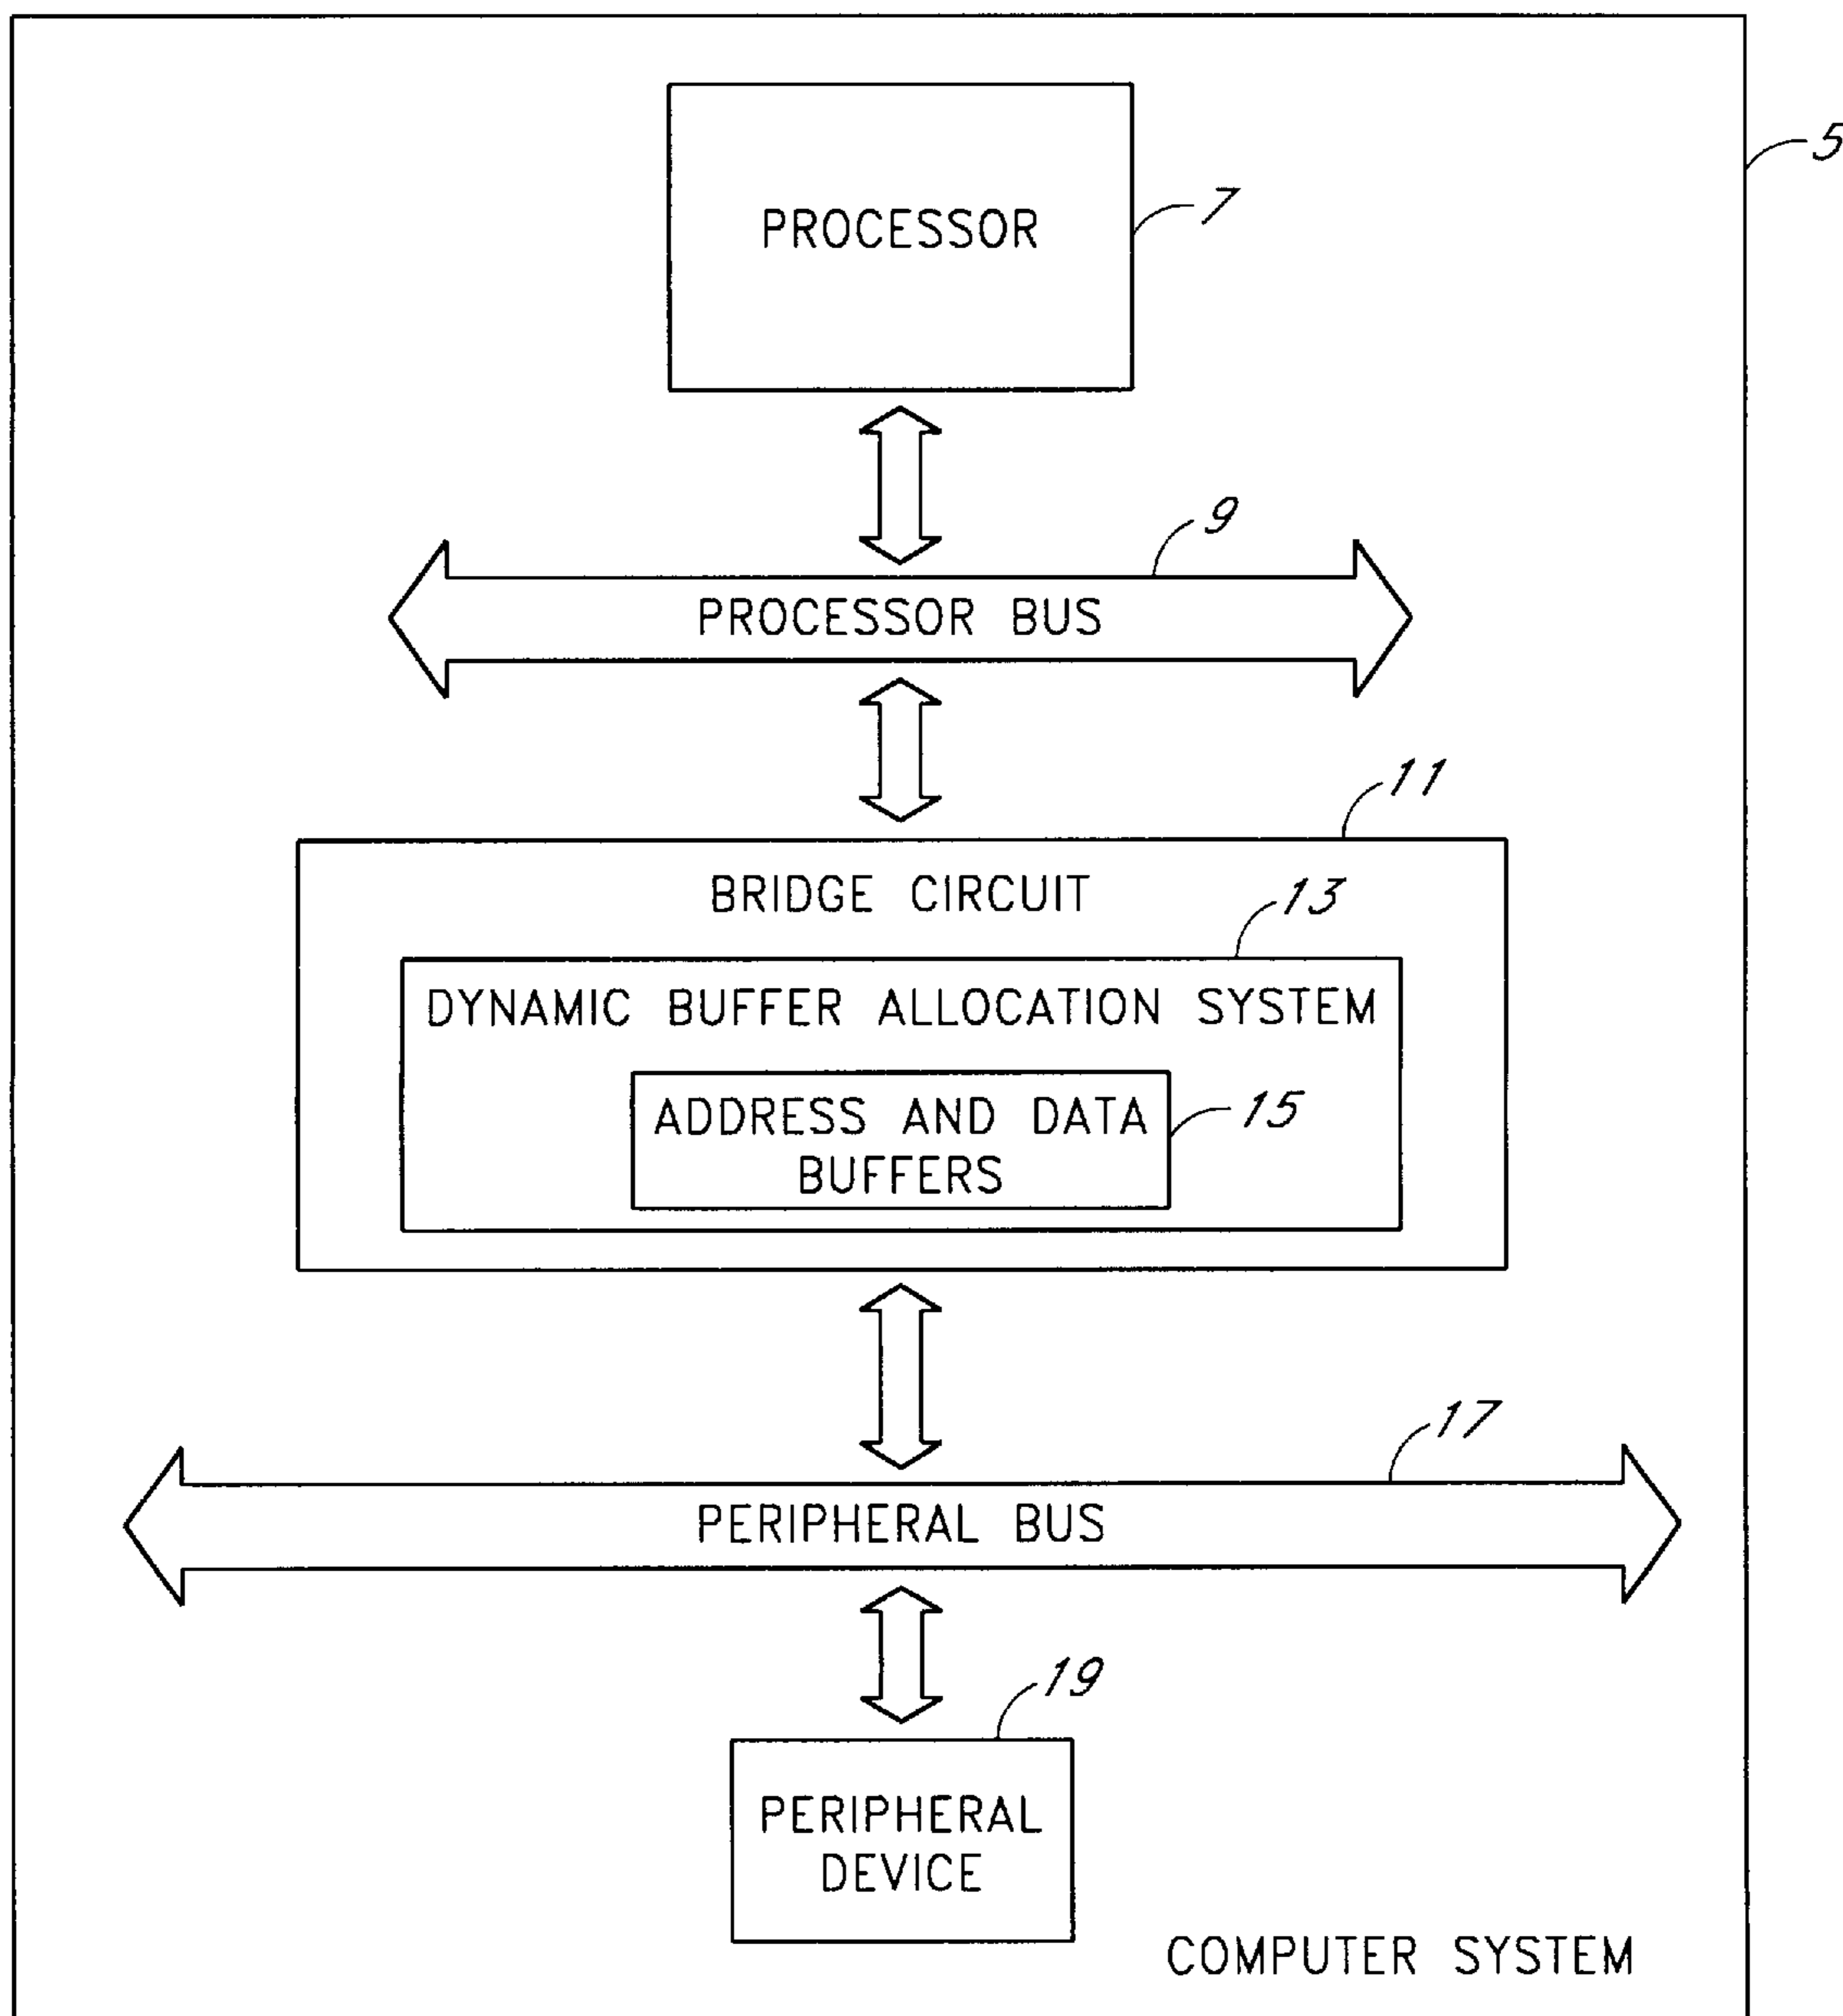 5
PROCESSOR
7
9
PROCESSOR BUS
11
BRIDGE CIRCUIT
13
DYNAMIC BUFFER ALLOCATION SYSTEM
ADDRESS AND DATA
BUFFERS
15
17
PERIPHERAL BUS
19
PERIPHERAL
DEVICE
COMPUTER SYSTEM